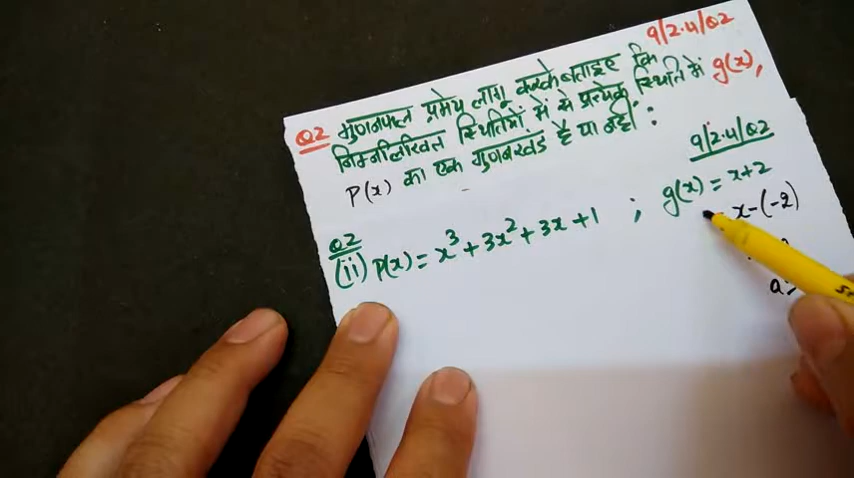 9/2.4/Q2
Q2 गुणनफल प्रमेय लागू करके बताइए कि
निम्नलिखित स्थितियों में से प्रत्येक स्थिति में g(x),
P(x) का एक गुणनखंड है या नहीं :
9/2.4/Q2
Q2
(ii) P(x) = x³ + 3x² + 3x + 1 ; g(x) = x+2
x-(-2)
a=